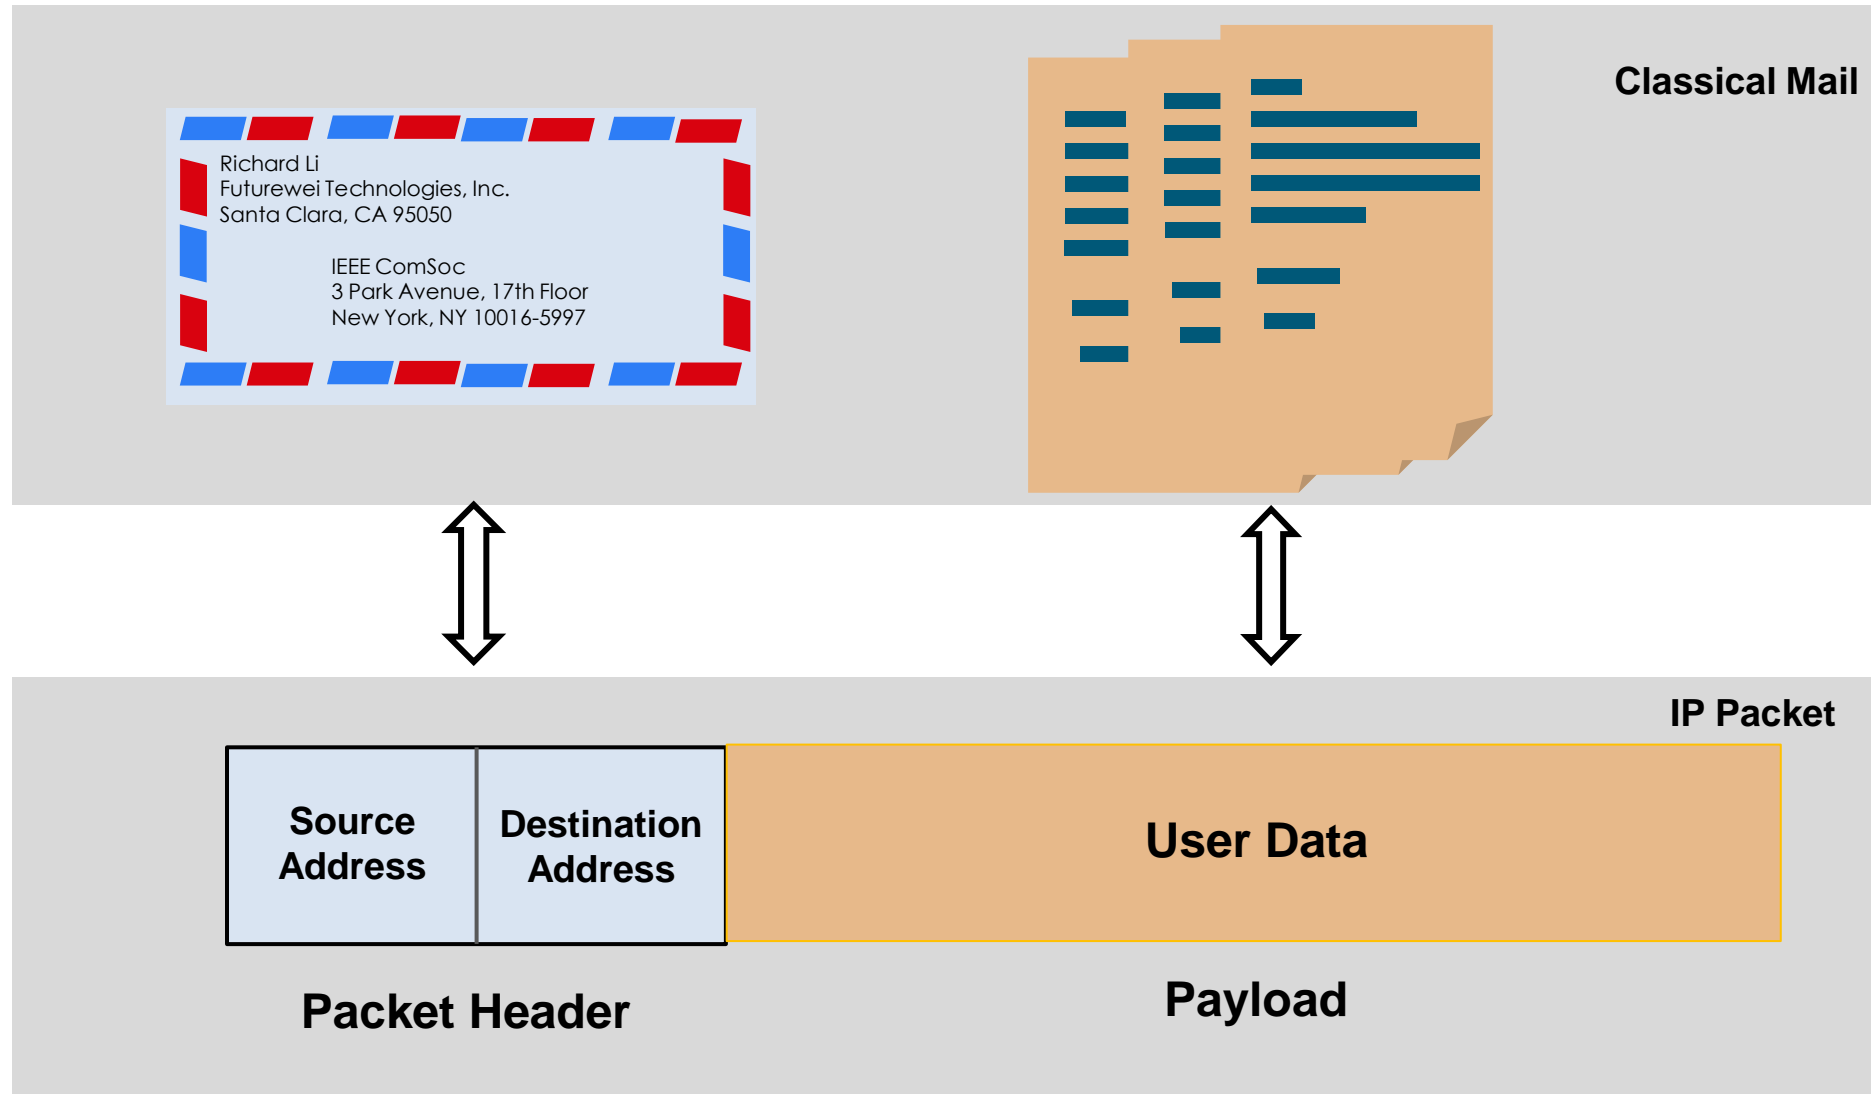 Classical Mail
Richard Li
Futurewei Technologies, Inc.
Santa Clara, CA 95050
IEEE ComSoc
3 Park Avenue, 17th Floor
New York, NY 10016-5997
IP Packet
Source
Address
Destination
Address
User Data
Packet Header
Payload